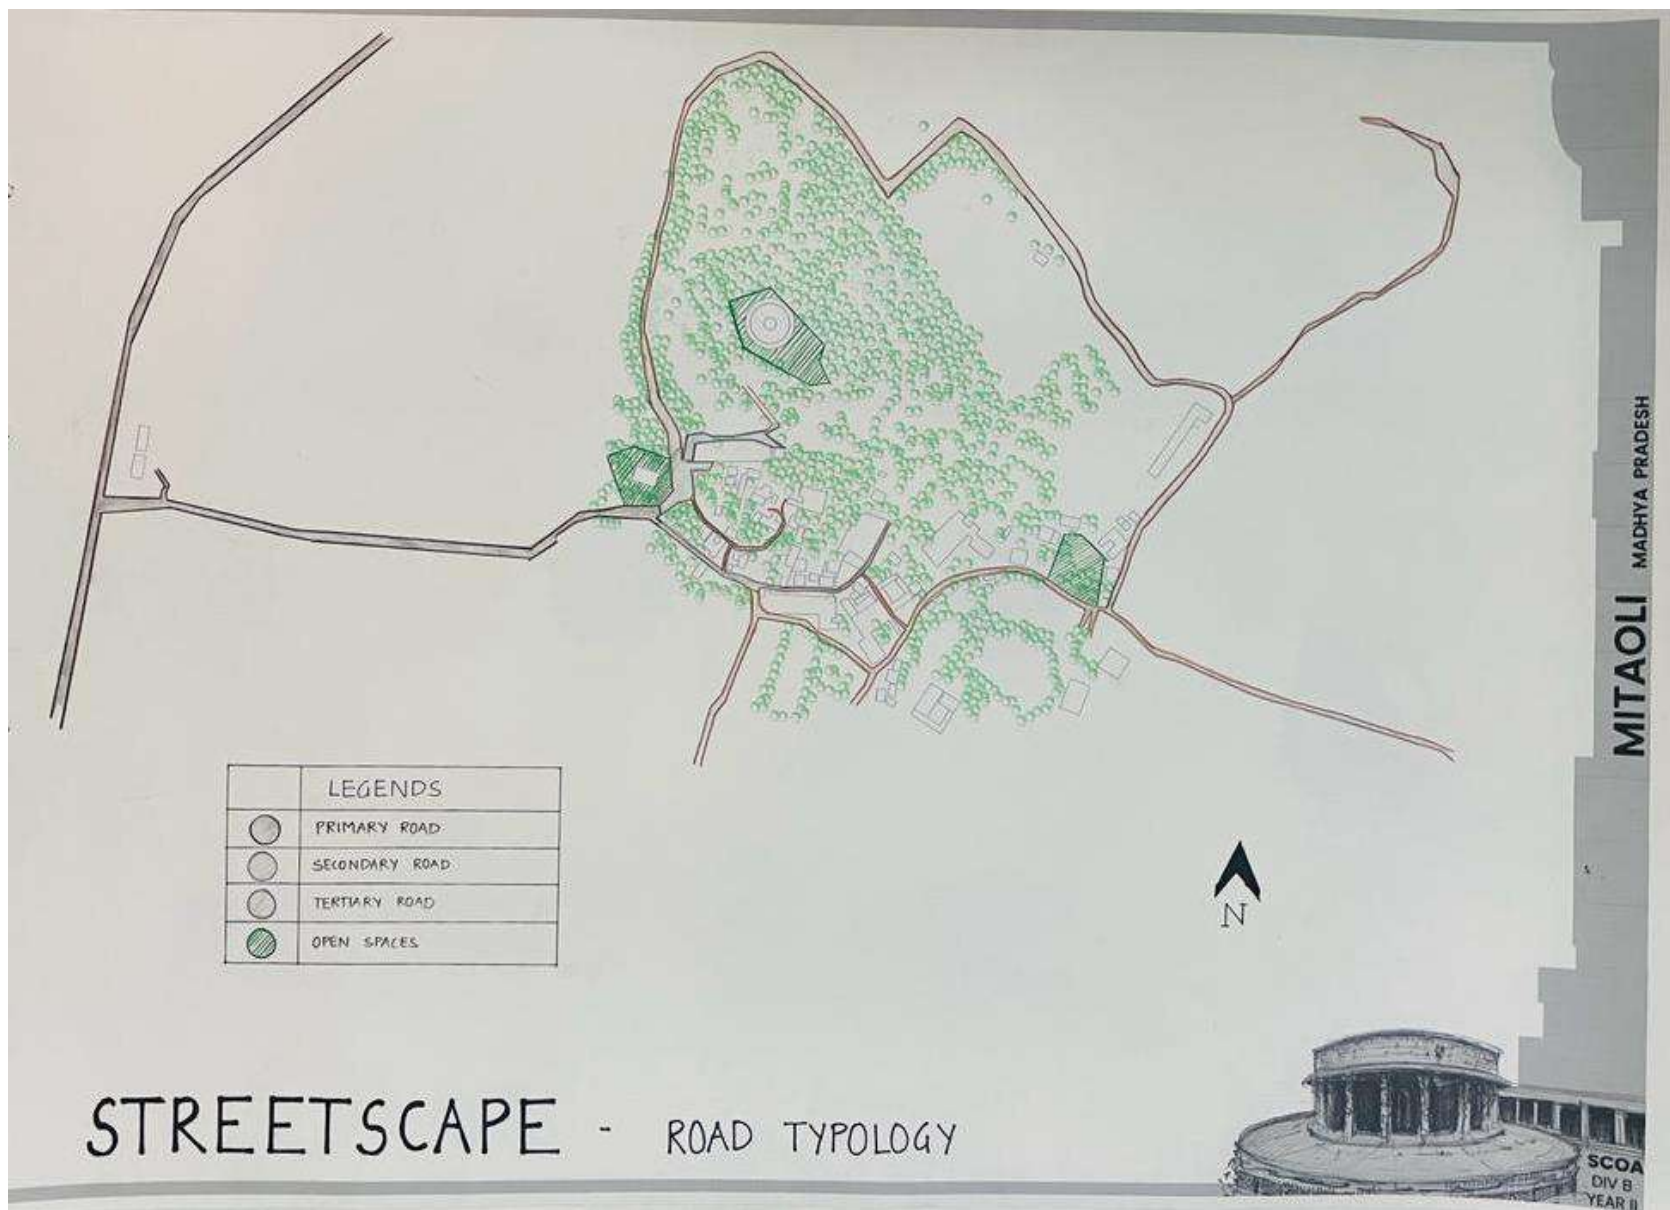 LEGENDS
PRIMARY ROAD
SECONDARY ROAD
TERTIARY ROAD
OPEN SPACES
N
STREETSCAPE - ROAD TYPOLOGY
MITAOLI MADHYA PRADESH
SCOA
DIV B
YEAR II